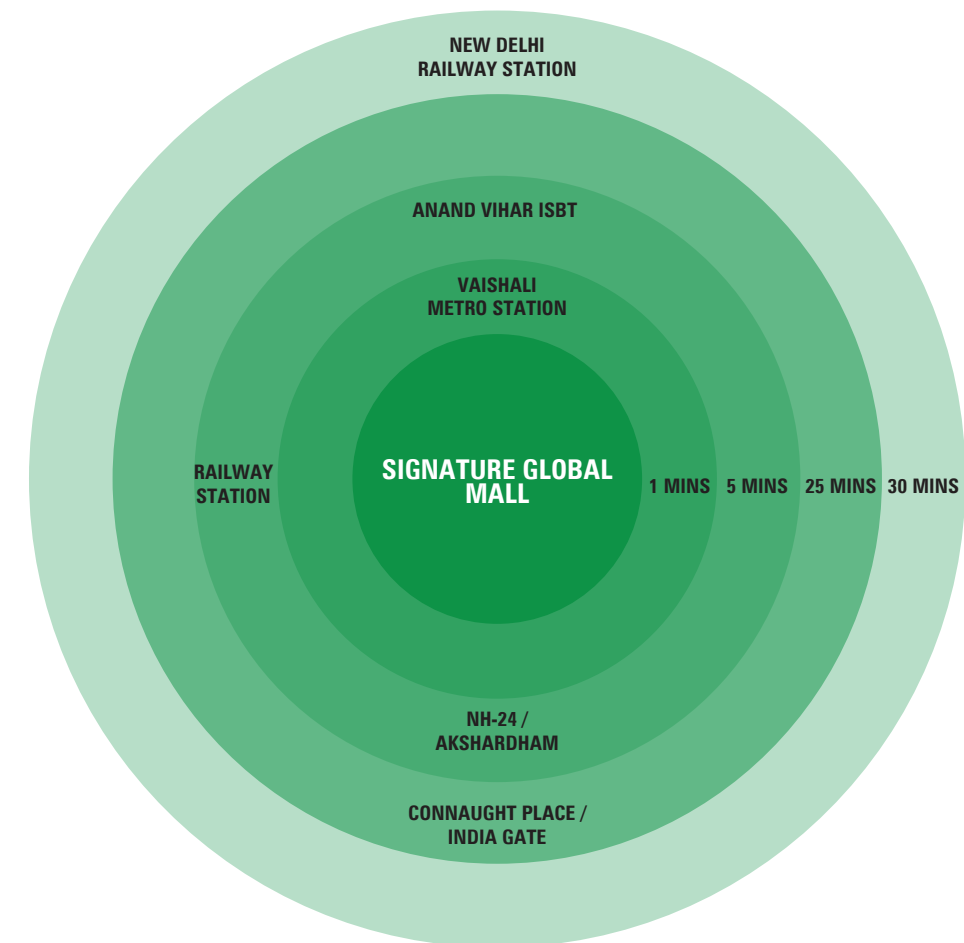 NEW DELHI
RAILWAY STATION
ANAND VIHAR ISBT
VAISHALI
METRO STATION
RAILWAY
STATION
SIGNATURE GLOBAL
MALL
1 MINS
5 MINS
25 MINS
30 MINS
NH-24 /
AKSHARDHAM
CONNAUGHT PLACE /
INDIA GATE